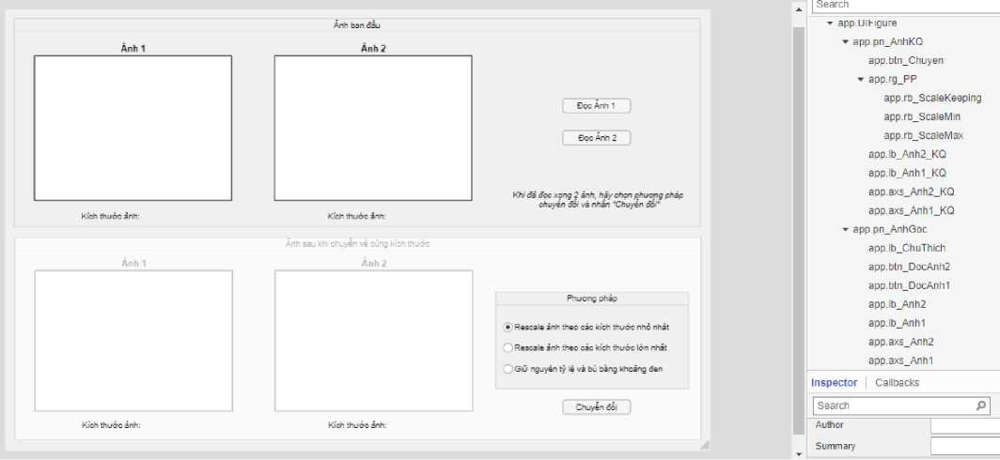 Ảnh ban đầu
Ảnh 1
Ảnh 2
Đọc Ảnh 1
Đọc Ảnh 2
Khi đã đọc xong 2 ảnh, hãy chọn phương pháp
chuyển đổi và nhấn "Chuyển đổi"
Kích thước ảnh:
Kích thước ảnh:
Ảnh sau khi chuyển về cùng kích thước
Ảnh 1
Ảnh 2
Phương pháp
Rescale ảnh theo các kích thước nhỏ nhất
Rescale ảnh theo các kích thước lớn nhất
Giữ nguyên tỷ lệ và bù bằng khoảng đen
Chuyển đổi
Kích thước ảnh:
Kích thước ảnh:
Search
app.UIFigure
app.pn_AnhKQ
app.btn_Chuyen
app.rg_PP
app.rb_ScaleKeeping
app.rb_ScaleMin
app.rb_ScaleMax
app.lb_Anh2_KQ
app.lb_Anh1_KQ
app.axs_Anh2_KQ
app.axs_Anh1_KQ
app.pn_AnhGoc
app.lb_ChuThich
app.btn_DocAnh2
app.btn_DocAnh1
app.lb_Anh2
app.lb_Anh1
app.axs_Anh2
app.axs_Anh1
Inspector Callbacks
Search
Author
Summary